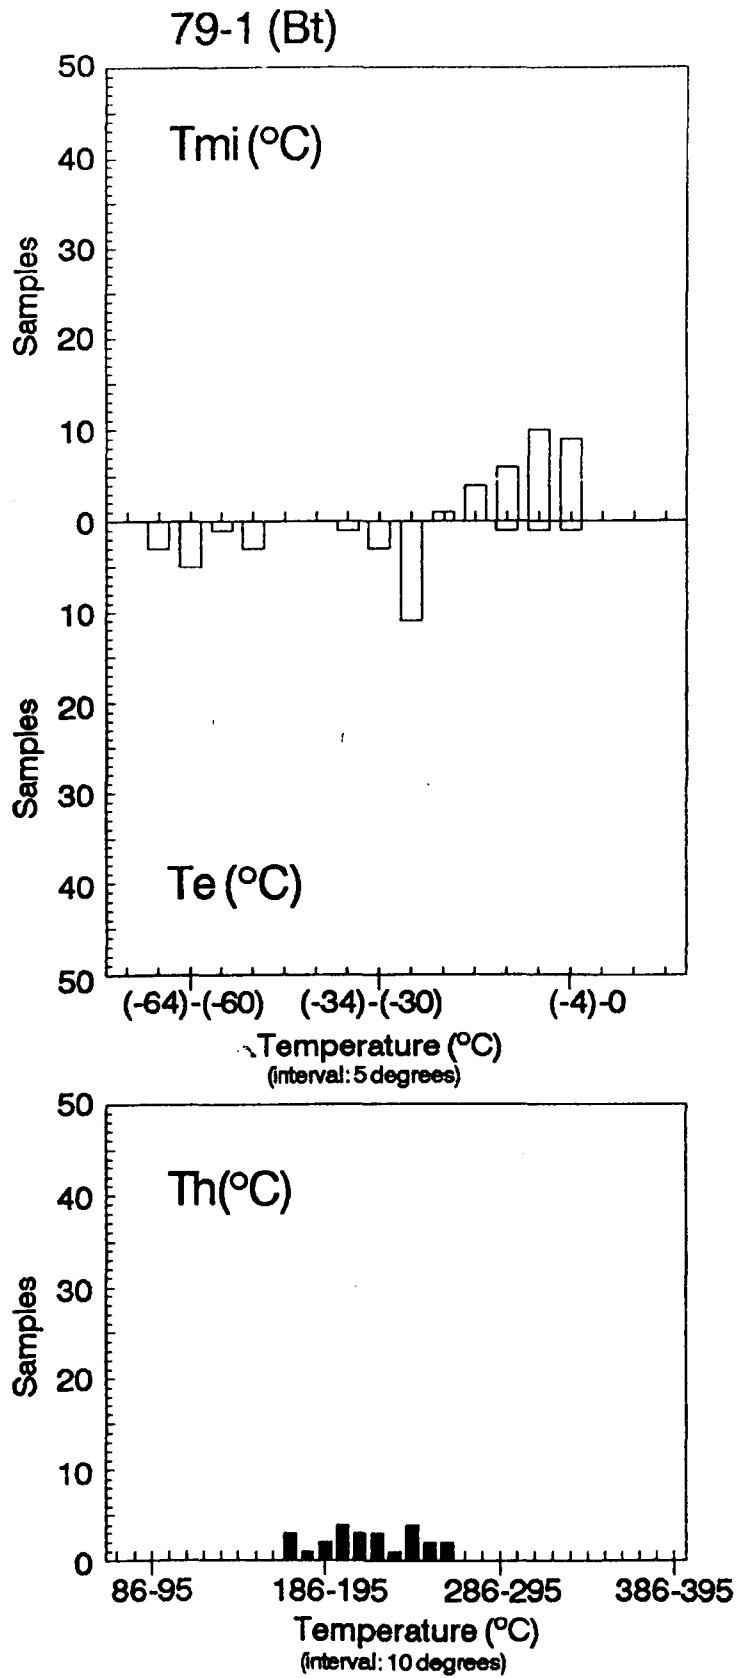 79-1 (Bt)
50
Tmi (°C)
40
30
Samples
20
10
0
10
20
Samples
30
Te (°C)
40
50
(-64)-(-60) (-34)-(-30) (-4)-0
Temperature (°C)
(interval: 5 degrees)
50
Th(°C)
40
30
Samples
20
10
0
86-95 186-195 286-295 386-395
Temperature (°C)
(interval: 10 degrees)